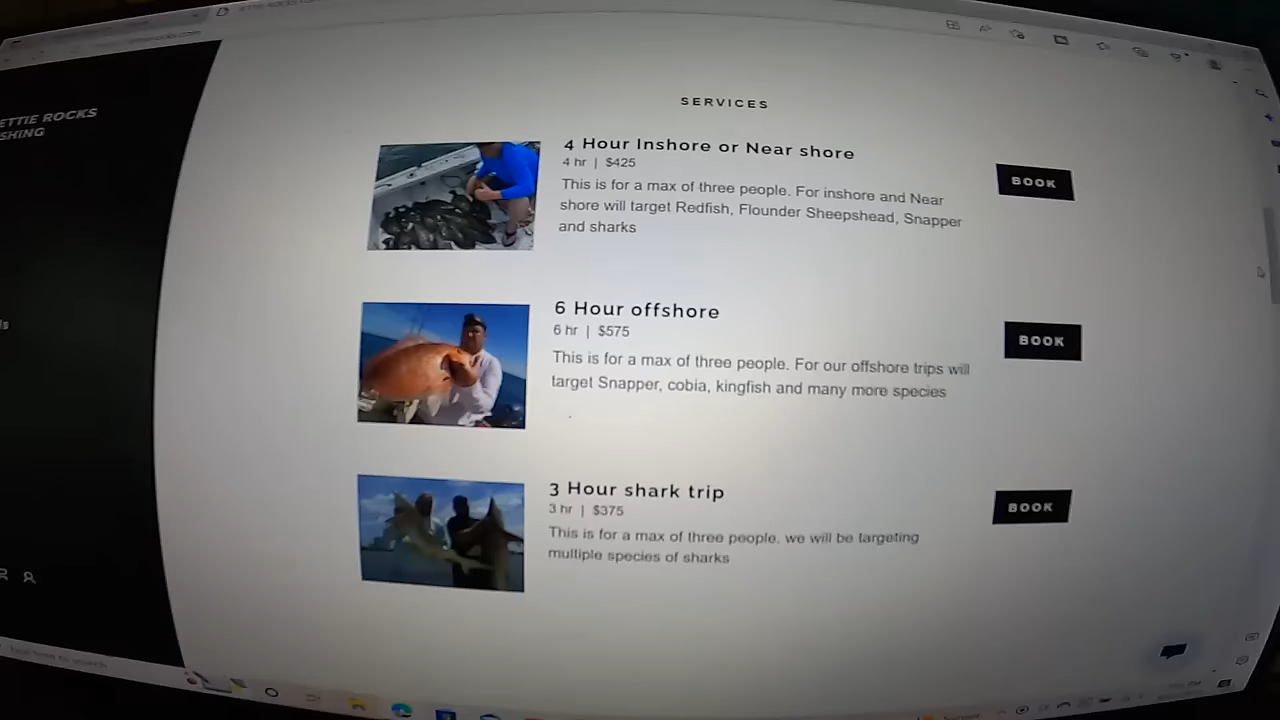 ETTIE ROCKS
SHING
SERVICES
4 Hour Inshore or Near shore
4 hr | $425
This is for a max of three people. For inshore and Near
shore will target Redfish, Flounder Sheepshead, Snapper
and sharks
BOOK
6 Hour offshore
6 hr | $575
This is for a max of three people. For our offshore trips will
target Snapper, cobia, kingfish and many more species
BOOK
3 Hour shark trip
3 hr | $375
This is for a max of three people. we will be targeting
multiple species of sharks
BOOK
Type here to search